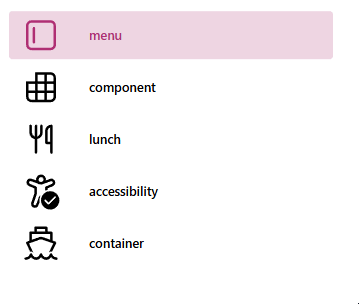 menu
component
lunch
accessibility
container